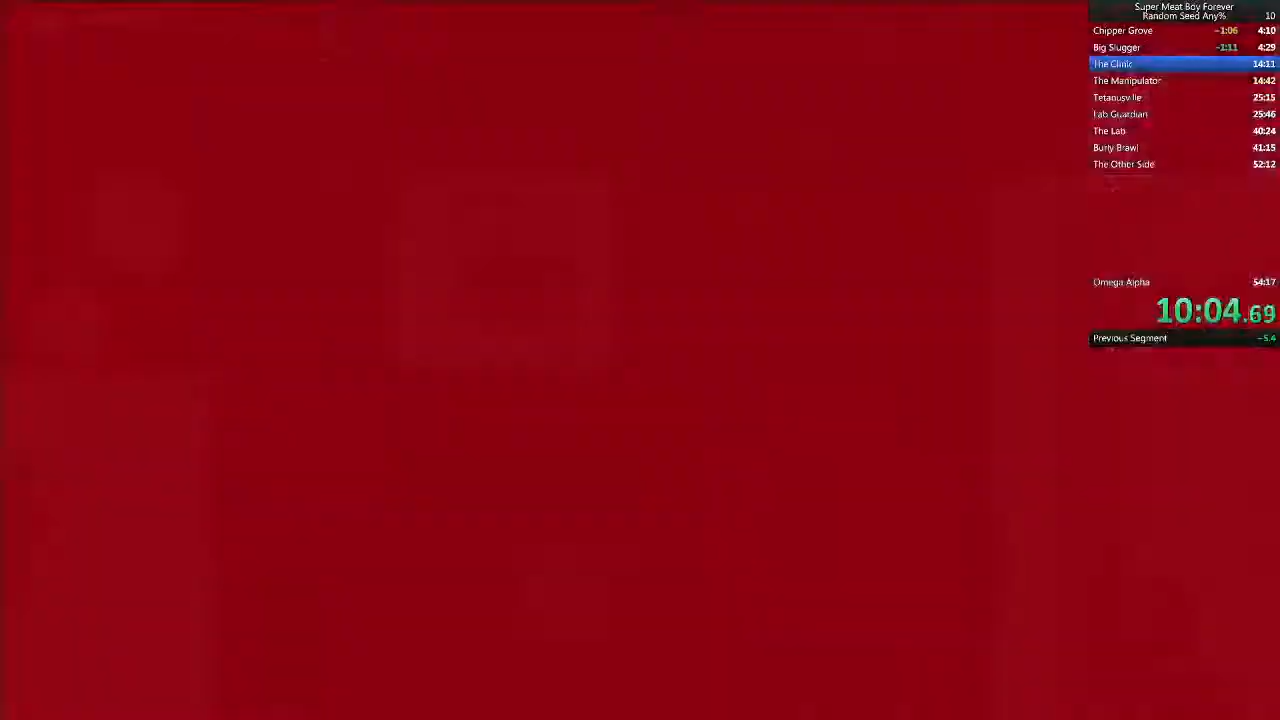 Super Meat Boy Forever
Random Seed Any% 10
Chipper Grove -1:06 4:10
Big Slugger -1:11 4:29
The Clinic 14:11
The Manipulator 14:42
Tetanusville 25:15
Lab Guardian 25:46
The Lab 40:24
Burly Brawl 41:15
The Other Side 52:12
Omega Alpha 54:17
10:04.69
Previous Segment -5.4